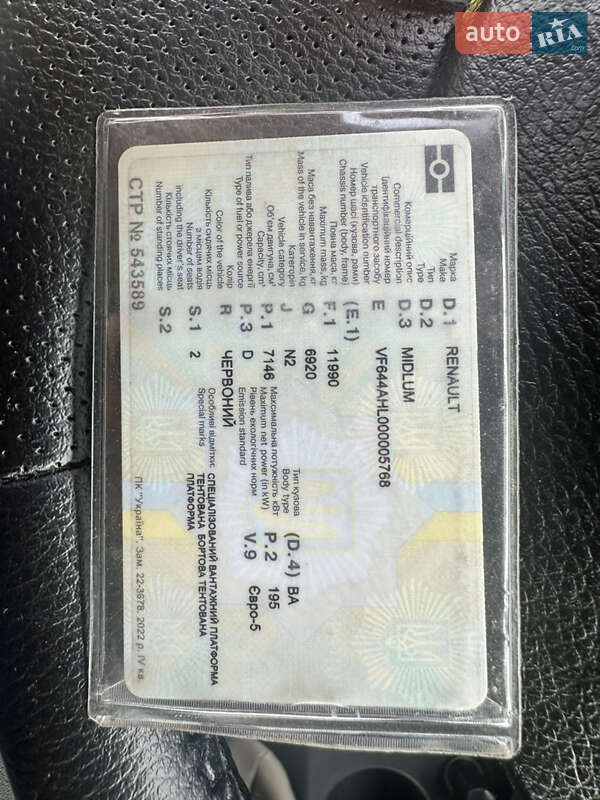 auto RIA.com
Марка
Make D.1 RENAULT
Тип
Type D.2
Комерційний опис
Commercial description D.3 MIDLUM
Ідентифікаційний номер
транспортного засобу
Vehicle identification number E VF644AHL000005768
Номер шасі (кузова, рами)
Chassis number (body, frame) (E.1)
Повна маса, кг
Maximum mass, kg F.1 11990
Маса без навантаження, кг
Mass of the vehicle in service, kg G 6920
Категорія
Vehicle category J N2 Тип кузова
Body type (D.4) BA
Об'єм двигуна, см³
Capacity, cm³ P.1 7146 Максимальна потужність кВт
Maximum net power (in kW) P.2 195
Тип палива або джерела енергії
Type of fuel or power source P.3 D Рівень екологічних норм
Emission standard V.9 Євро-5
Колір
Color of the vehicle R ЧЕРВОНИЙ
Кількість сидячих місць
з місцем водія
Number of seats
including the driver's seat S.1 2 Особливі відмітки:
Special marks СПЕЦІАЛІЗОВАНИЙ ВАНТАЖНИЙ ПЛАТФОРМА
ТЕНТОВАНА БОРТОВА ТЕНТОВАНА
ПЛАТФОРМА
Кількість стоячих місць
Number of standing places S.2
СТР № 543589
ПК "Україна". Зам. 22-3678. 2022 р. IV кв.